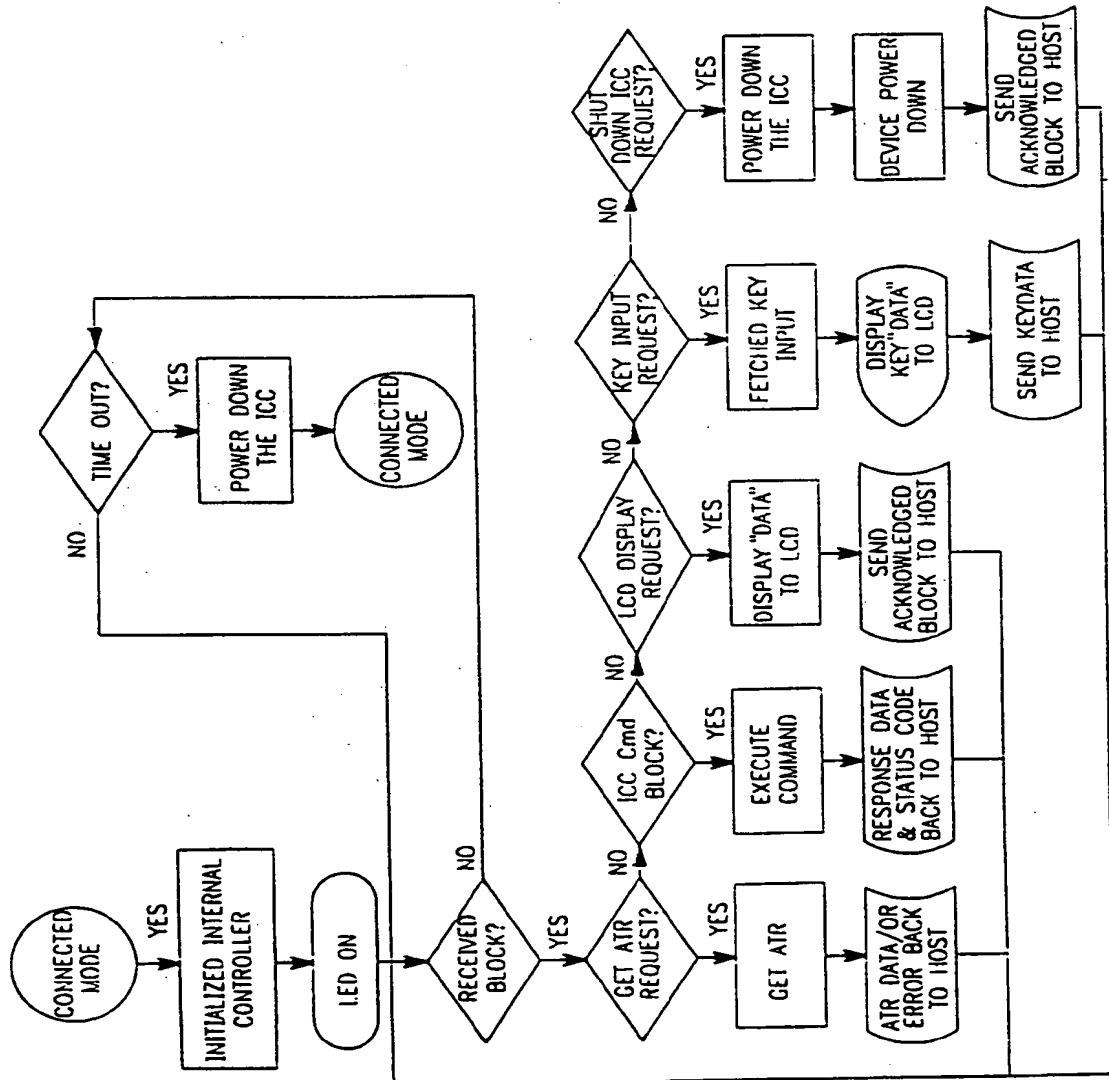 CONNECTED
MODE
YES
INITIALIZED INTERNAL
CONTROLLER
LED ON
RECEIVED
BLOCK?
NO
YES
TIME OUT?
NO
YES
POWER DOWN
THE ICC
CONNECTED
MODE
GET ATR
REQUEST?
NO
YES
GET ATR
ATR DATA/OR
ERROR BACK
TO HOST
ICC Cmd
BLOCK?
NO
YES
EXECUTE
COMMAND
RESPONSE DATA
& STATUS CODE
BACK TO HOST
LCD DISPLAY
REQUEST?
NO
YES
DISPLAY "DATA"
TO LCD
SEND
ACKNOWLEDGED
BLOCK TO HOST
KEY INPUT
REQUEST?
NO
YES
FETCHED KEY
INPUT
DISPLAY
KEY"DATA"
TO LCD
SEND KEYDATA
TO HOST
SHUT
DOWN ICC
REQUEST?
YES
POWER DOWN
THE ICC
DEVICE POWER
DOWN
SEND
ACKNOWLEDGED
BLOCK TO HOST